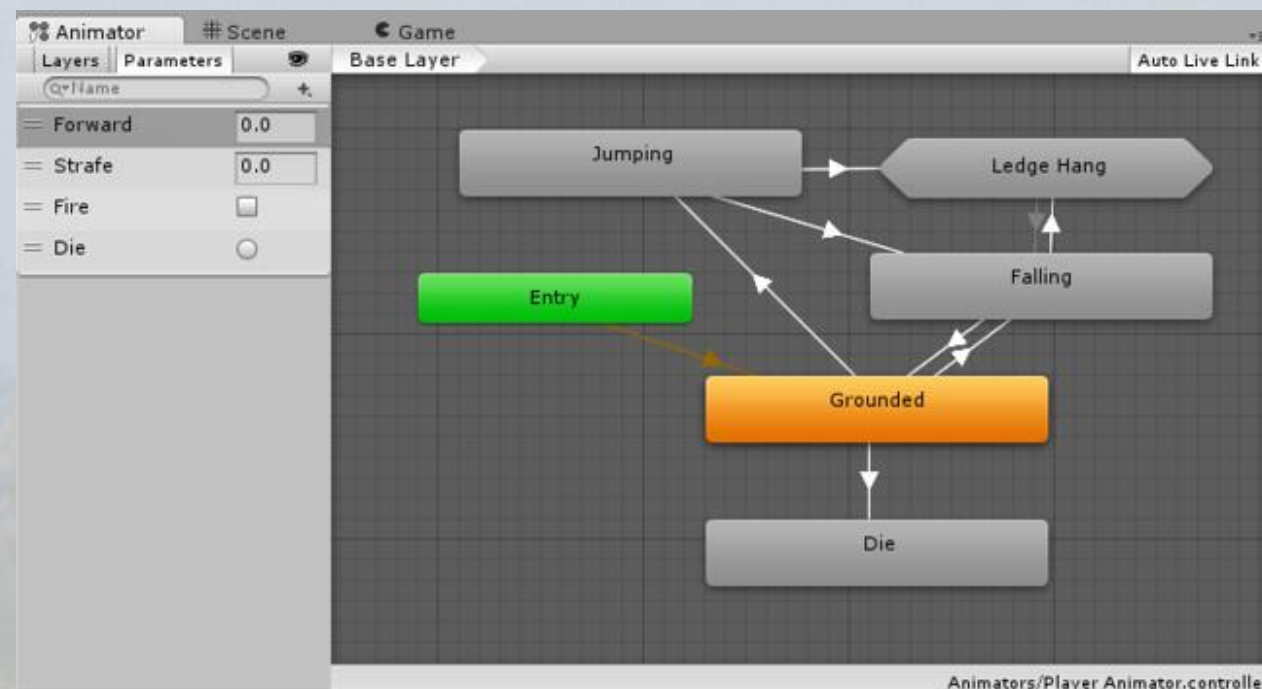 Animator Scene Game
Layers Parameters Base Layer Auto Live Link
Name
Forward 0.0
Strafe 0.0
Fire
Die
Jumping
Ledge Hang
Falling
Entry
Grounded
Die
Animators/Player Animator.controlle